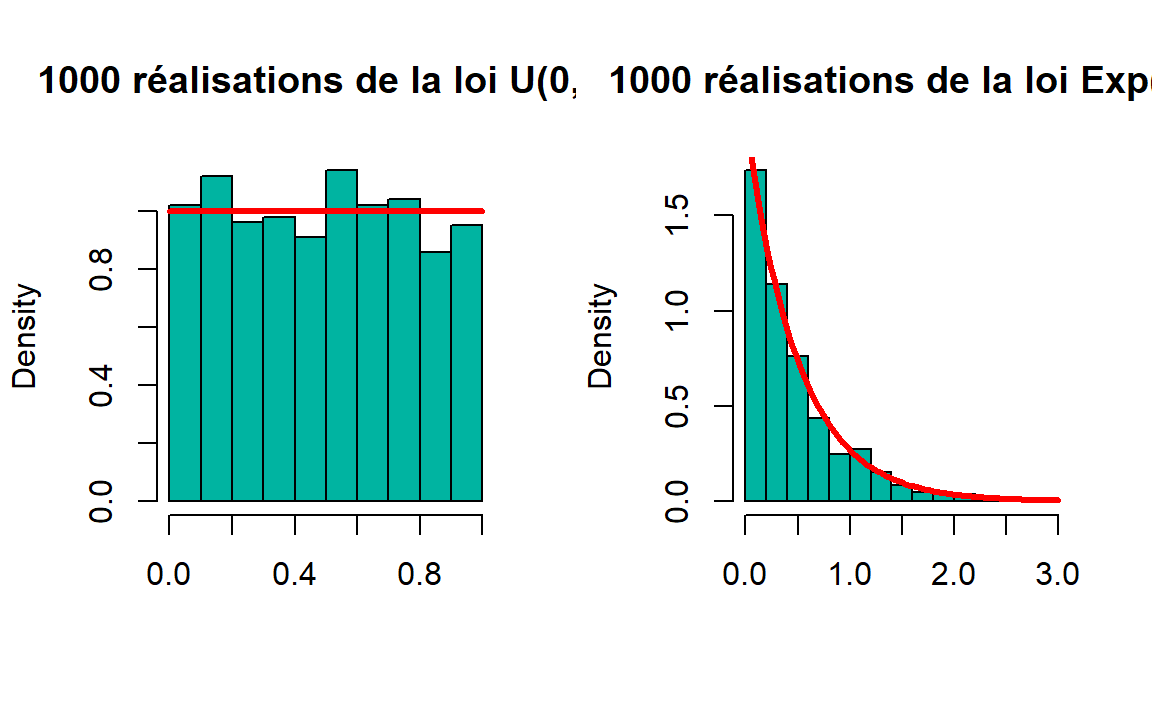 1000 réalisations de la loi U(0,
Density
0.0 0.4 0.8
0.0 0.4 0.8
1000 réalisations de la loi Exp(
Density
0.0 0.5 1.0 1.5
0.0 1.0 2.0 3.0